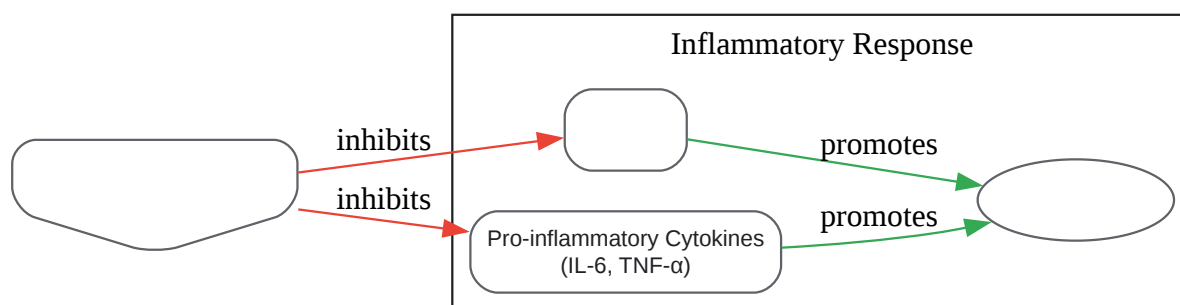 Inflammatory Response
inhibits
promotes
inhibits
promotes
Pro-inflammatory Cytokines
(IL-6, TNF-α)